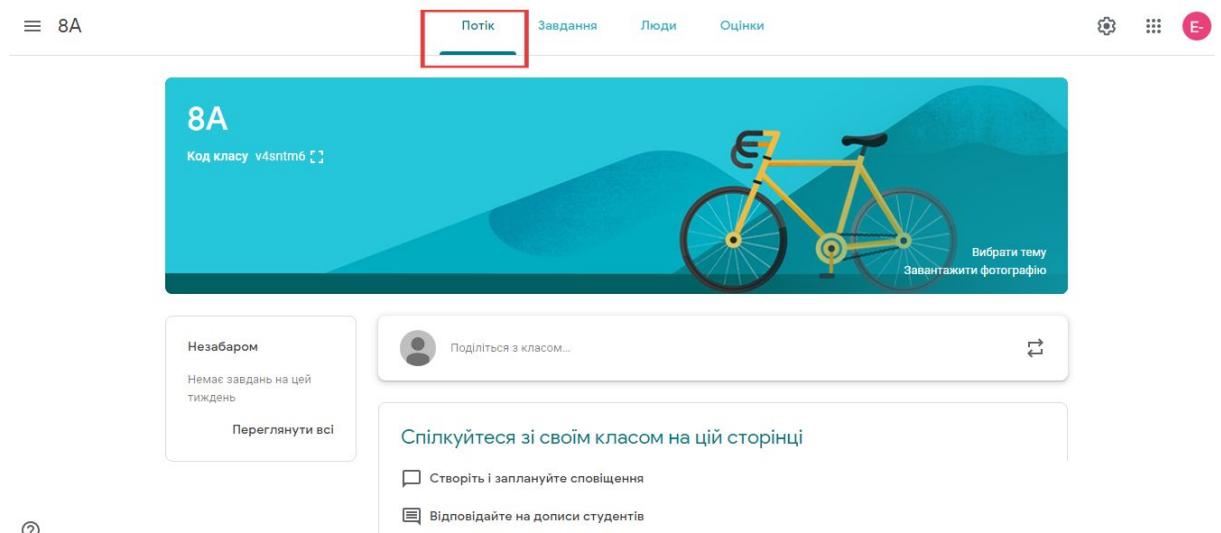 8A
Потік Завдання Люди Оцінки
E-
8A
Код класу v4sntm6
Вибрати тему
Завантажити фотографію
Незабаром
Немає завдань на цей
тиждень
Переглянути всі
Поділіться з класом...
Спілкуйтеся зі своїм класом на цій сторінці
Створіть і заплануйте сповіщення
Відповідайте на дописи студентів